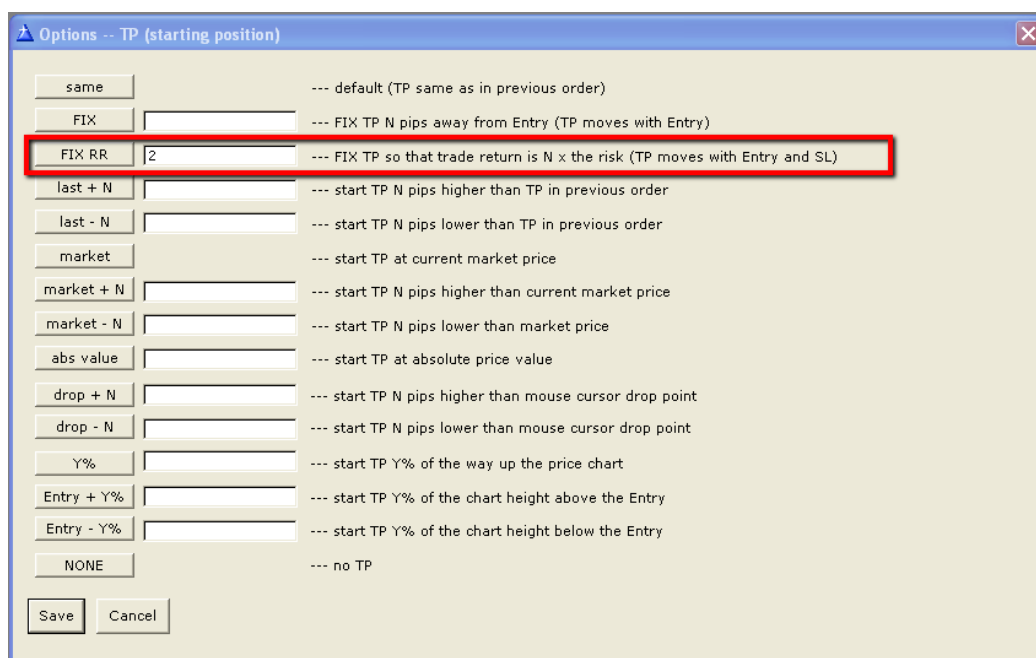 Options -- TP (starting position)
same --- default (TP same as in previous order)
FIX --- FIX TP N pips away from Entry (TP moves with Entry)
FIX RR 2 --- FIX TP so that trade return is N x the risk (TP moves with Entry and SL)
last + N --- start TP N pips higher than TP in previous order
last - N --- start TP N pips lower than TP in previous order
market --- start TP at current market price
market + N --- start TP N pips higher than current market price
market - N --- start TP N pips lower than market price
abs value --- start TP at absolute price value
drop + N --- start TP N pips higher than mouse cursor drop point
drop - N --- start TP N pips lower than mouse cursor drop point
Y% --- start TP Y% of the way up the price chart
Entry + Y% --- start TP Y% of the chart height above the Entry
Entry - Y% --- start TP Y% of the chart height below the Entry
NONE --- no TP
Save Cancel